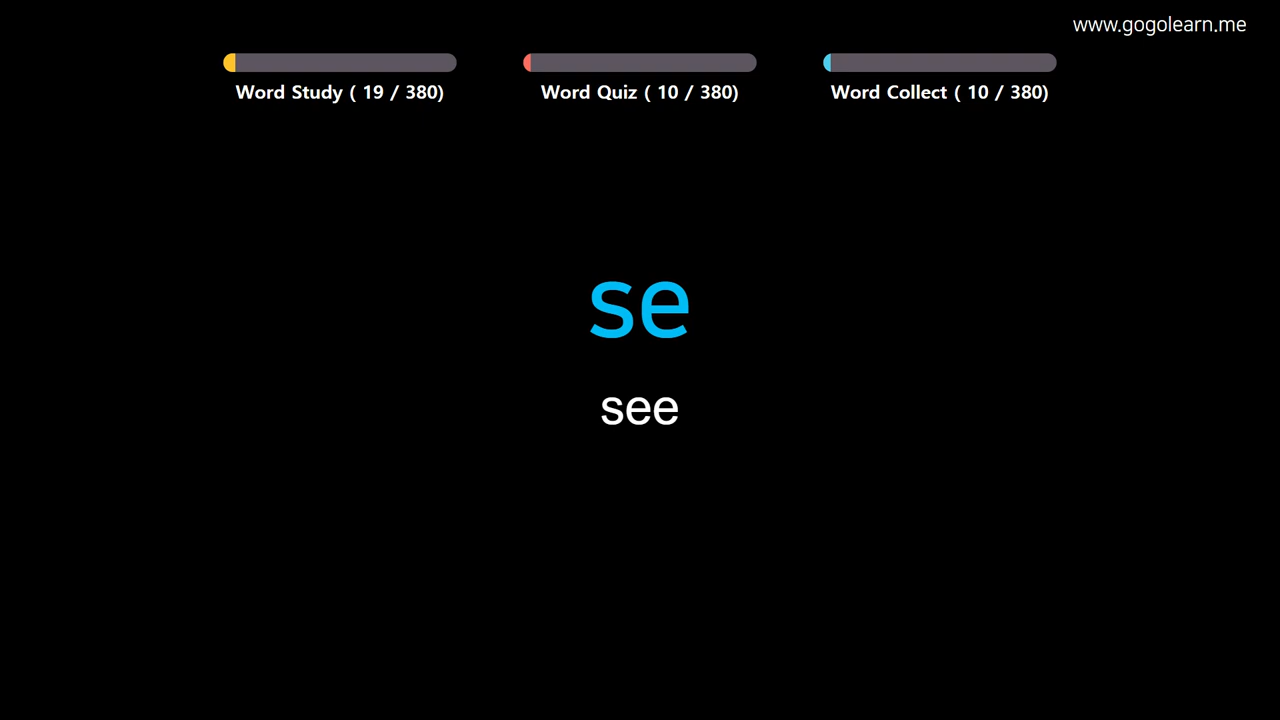 www.gogolearn.me
Word Study ( 19 / 380)
Word Quiz ( 10 / 380)
Word Collect ( 10 / 380)
se
see